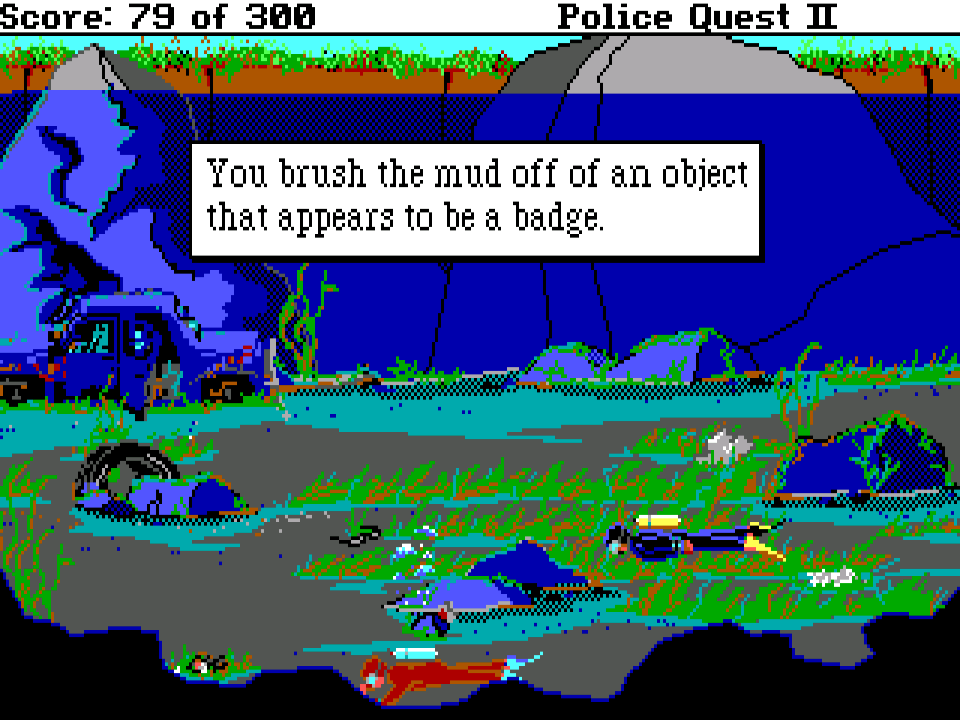 Score: 79 of 300 Police Quest II
You brush the mud off of an object
that appears to be a badge.